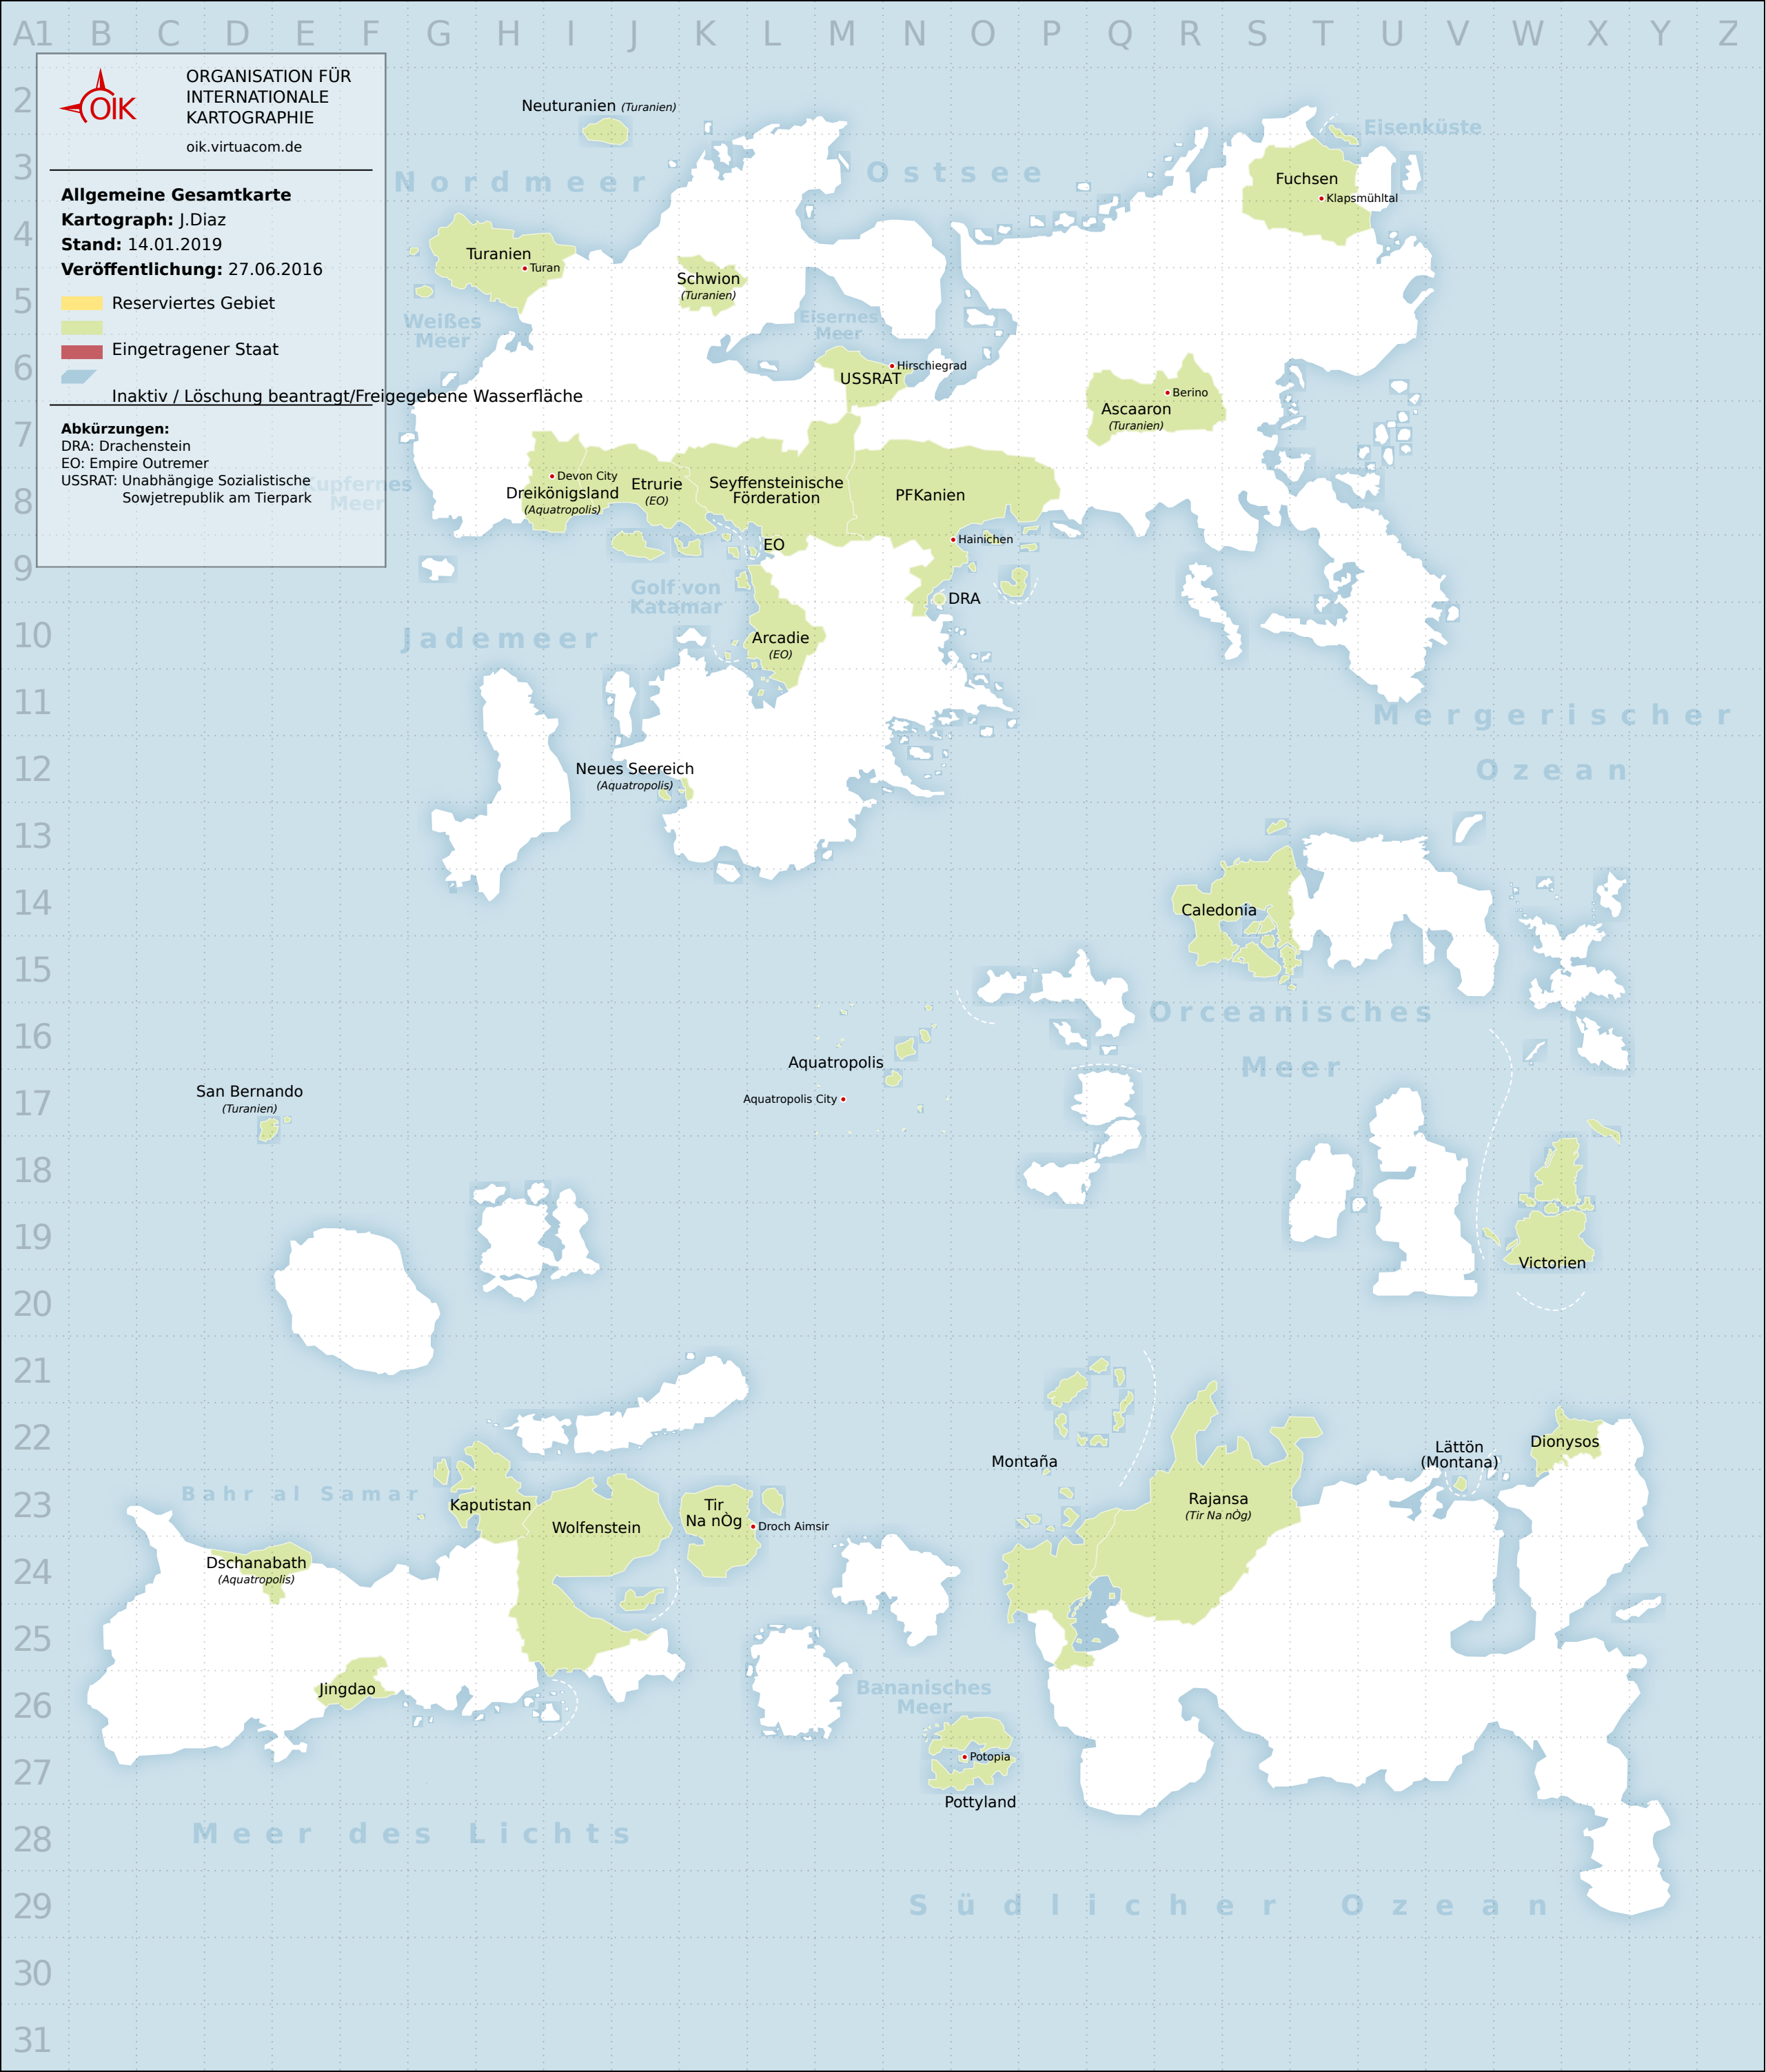 A1 B C D E F G H I J K L M N O P Q R S T U V W X Y Z
2
3
4
5
6
7
8
9
10
11
12
13
14
15
16
17
18
19
20
21
22
23
24
25
26
27
28
29
30
31
OIK
ORGANISATION FÜR
INTERNATIONALE
KARTOGRAPHIE
oik.virtuacom.de
Allgemeine Gesamtkarte
Kartograph: J.Diaz
Stand: 14.01.2019
Veröffentlichung: 27.06.2016
Reserviertes Gebiet
Eingetragener Staat
Inaktiv / Löschung beantragt/Freigegebene Wasserfläche
Abkürzungen:
DRA: Drachenstein
EO: Empire Outremer
USSRAT: Unabhängige Sozialistische
Sowjetrepublik am Tierpark
Neuturanien (Turanien)
Eisenküste
Nordmeer
Ostsee
Fuchsen
Klapsmühltal
Turanien
Turan
Schwion
(Turanien)
Weißes
Meer
Eisernes
Meer
Hirschiegrad
USSRAT
Berino
Ascaaron
(Turanien)
Kupfernes
Meer
Devon City
Dreikönigsland
(Aquatropolis)
Etrurie
(EO)
Seyffensteinische
Förderation
PFKanien
Hainichen
EO
DRA
Golf von
Katamar
Jademeer
Arcadie
(EO)
Mergerischer
Ozean
Neues Seereich
(Aquatropolis)
Caledonia
Orceanisches
Meer
Aquatropolis
Aquatropolis City
San Bernando
(Turanien)
Victorien
Montaña
Lättön
(Montana)
Dionysos
Bahr al Samar
Kaputistan
Wolfenstein
Tir
Na nÒg
Droch Aimsir
Rajansa
(Tir Na nÒg)
Dschanabath
(Aquatropolis)
Jingdao
Bananisches
Meer
Potopia
Pottyland
Meer des Lichts
Südlicher Ozean